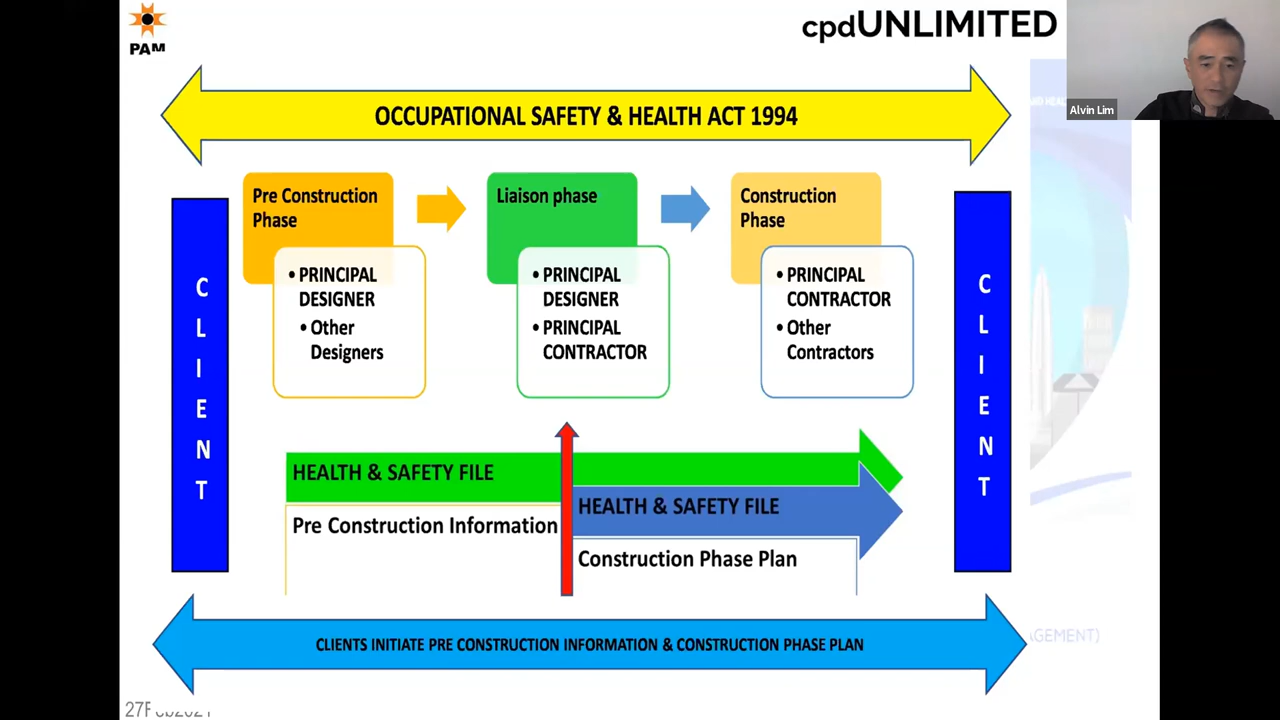 PAM
cpdUNLIMITED
Alvin Lim
OCCUPATIONAL SAFETY & HEALTH ACT 1994
Pre Construction
Phase
• PRINCIPAL
DESIGNER
• Other
Designers
Liaison phase
• PRINCIPAL
DESIGNER
• PRINCIPAL
CONTRACTOR
Construction
Phase
• PRINCIPAL
CONTRACTOR
• Other
Contractors
CLIENT
CLIENT
HEALTH & SAFETY FILE
Pre Construction Information
HEALTH & SAFETY FILE
Construction Phase Plan
CLIENTS INITIATE PRE CONSTRUCTION INFORMATION & CONSTRUCTION PHASE PLAN